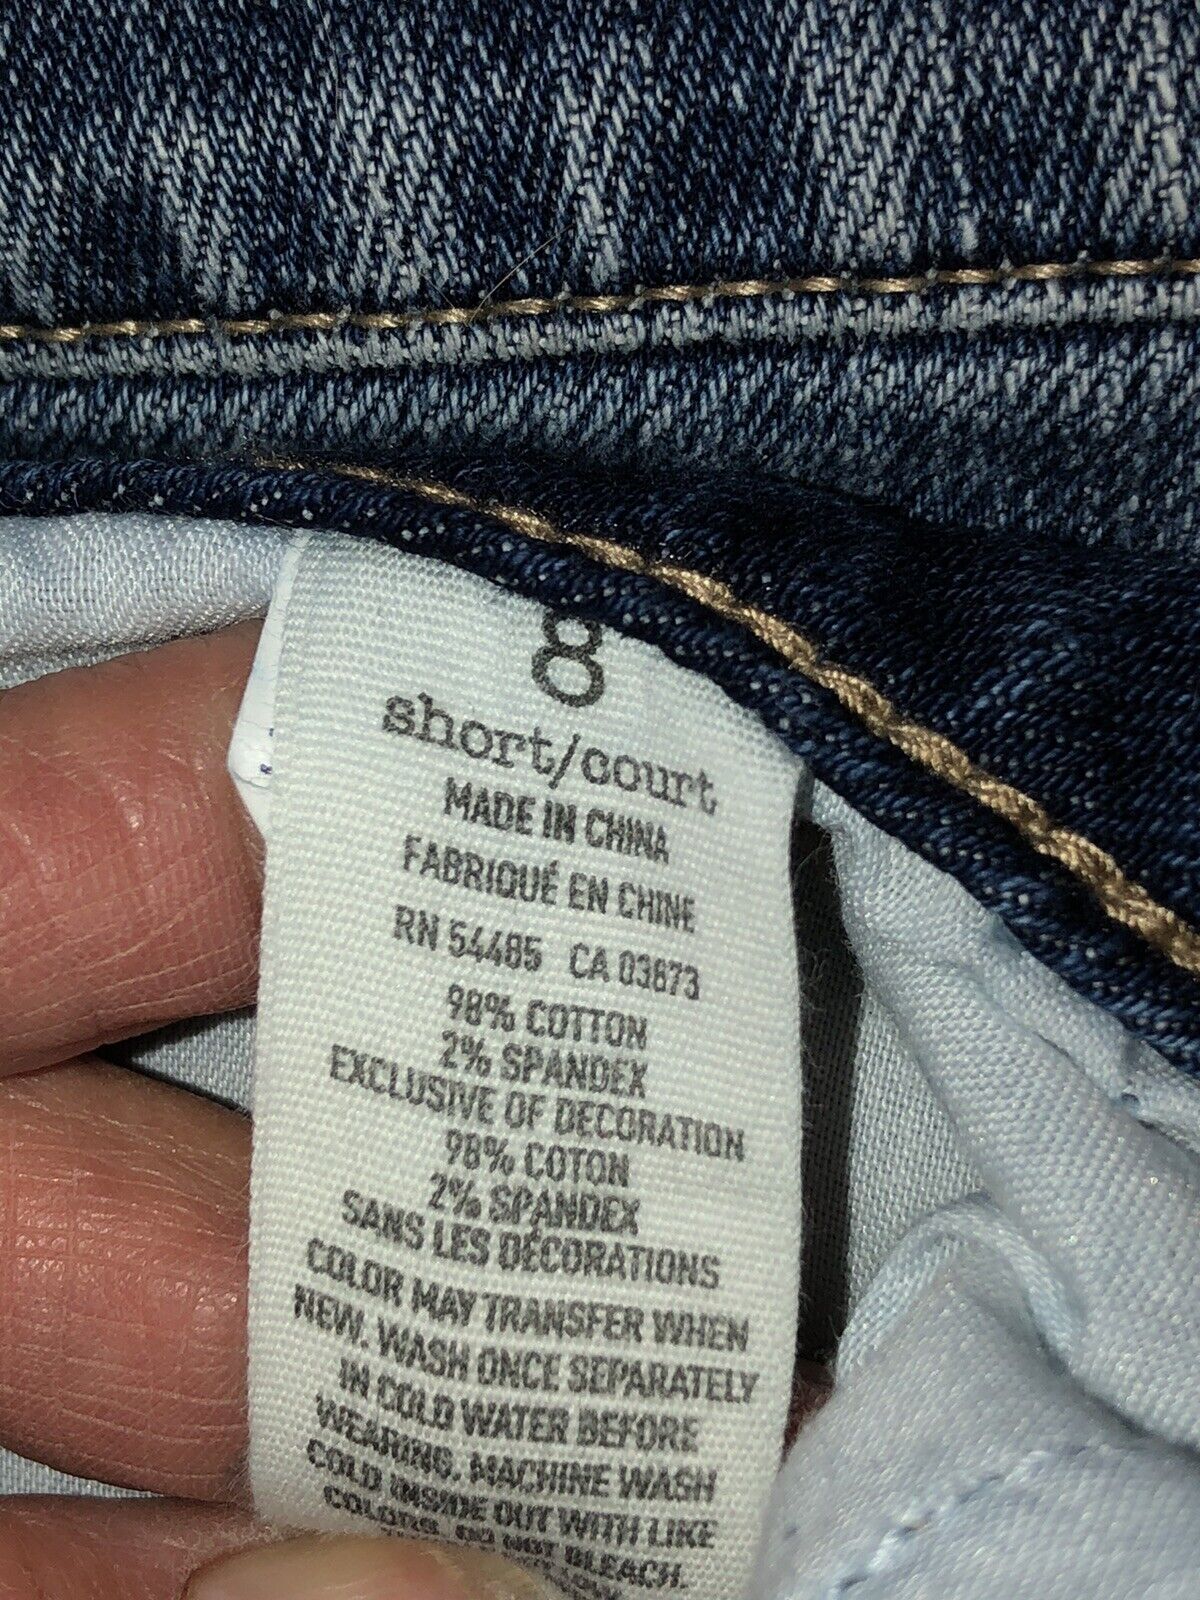 8
short/court
MADE IN CHINA
FABRIQUÉ EN CHINE
RN 54485 CA 03673
98% COTTON
2% SPANDEX
EXCLUSIVE OF DECORATION
98% COTON
2% SPANDEX
SANS LES DÉCORATIONS
COLOR MAY TRANSFER WHEN
NEW. WASH ONCE SEPARATELY
IN COLD WATER BEFORE
WEARING. MACHINE WASH
COLD INSIDE OUT WITH LIKE
COLORS. DO NOT BLEACH.